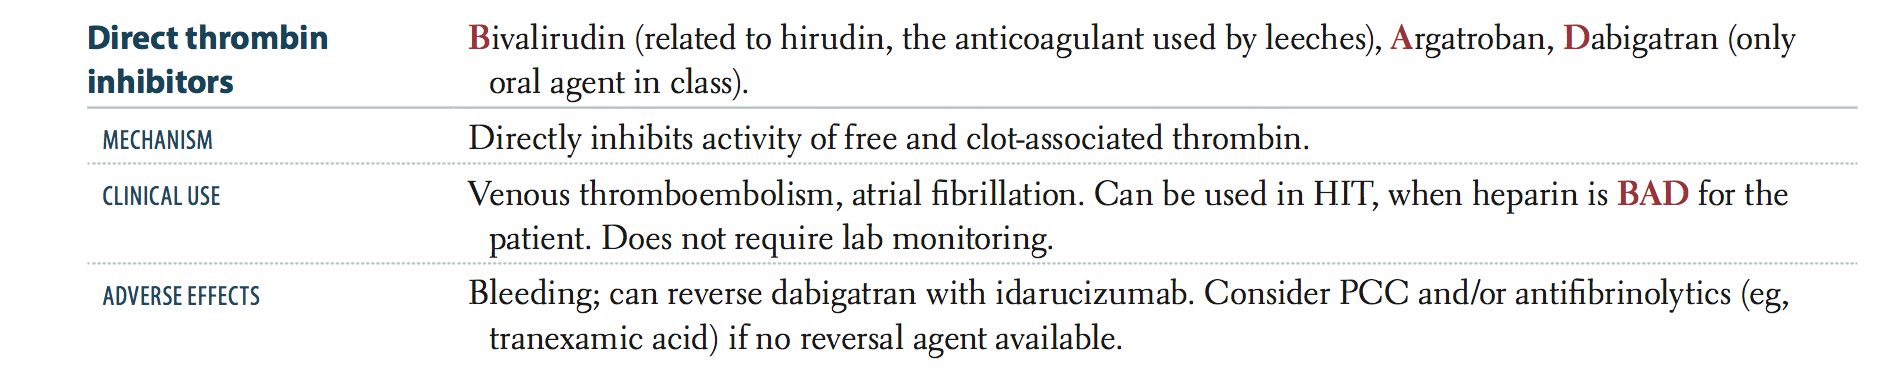 Direct thrombin
inhibitors
Bivalirudin (related to hirudin, the anticoagulant used by leeches), Argatroban, Dabigatran (only
oral agent in class).
MECHANISM
Directly inhibits activity of free and clot-associated thrombin.
CLINICAL USE
Venous thromboembolism, atrial fibrillation. Can be used in HIT, when heparin is BAD for the
patient. Does not require lab monitoring.
ADVERSE EFFECTS
Bleeding; can reverse dabigatran with idarucizumab. Consider PCC and/or antifibrinolytics (eg,
tranexamic acid) if no reversal agent available.